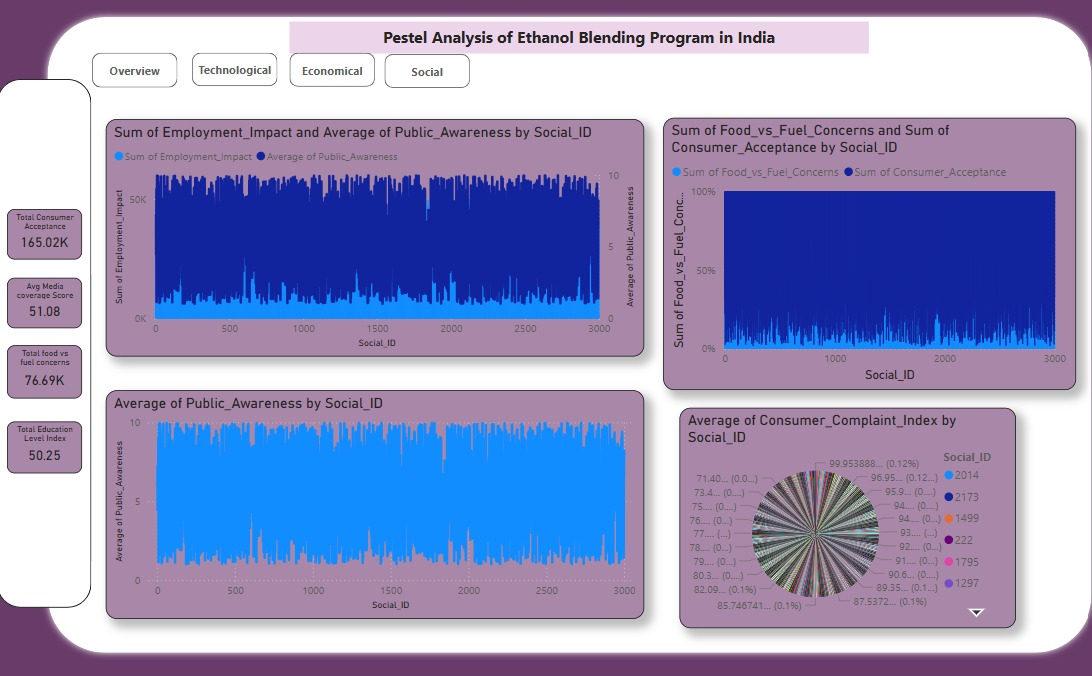 Pestel Analysis of Ethanol Blending Program in India
Overview
Technological
Economical
Social
Total Consumer
Acceptance
165.02K
Avg Media
coverage Score
51.08
Total food vs
fuel concerns
76.69K
Total Education
Level Index
50.25
Sum of Employment_Impact and Average of Public_Awareness by Social_ID
Sum of Employment_Impact
Average of Public_Awareness
Sum of Employment_Impact
50K
0K
10
5
0
Average of Public_Awareness
0
500
1000
1500
2000
2500
3000
Social_ID
Sum of Food_vs_Fuel_Concerns and Sum of
Consumer_Acceptance by Social_ID
Sum of Food_vs_Fuel_Concerns
Sum of Consumer_Acceptance
Sum of Food_vs_Fuel_Conc...
100%
50%
0%
0
1000
2000
3000
Social_ID
Average of Public_Awareness by Social_ID
Average of Public_Awareness
10
5
0
0
500
1000
1500
2000
2500
3000
Social_ID
Average of Consumer_Complaint_Index by
Social_ID
99.953888... (0.12%)
96.95... (0.12...)
95.9... (0....)
94.... (0....)
94.... (0...)
93.... (0...)
92.... (0...)
91.... (0...)
90.6... (0....)
89.35... (0.1...)
87.5372... (0.1%)
85.746741... (0.1%)
82.09... (0.1%)
80.3... (0....)
79.... (0....)
78.... (0...)
77.... (...)
76.... (0...)
75.... (0....)
73.4... (0....)
71.40... (0.0...)
Social_ID
2014
2173
1499
222
1795
1297